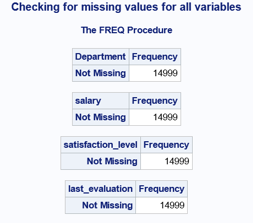 Checking for missing values for all variables
The FREQ Procedure
Department Frequency
Not Missing 14999
salary Frequency
Not Missing 14999
satisfaction_level Frequency
Not Missing 14999
last_evaluation Frequency
Not Missing 14999